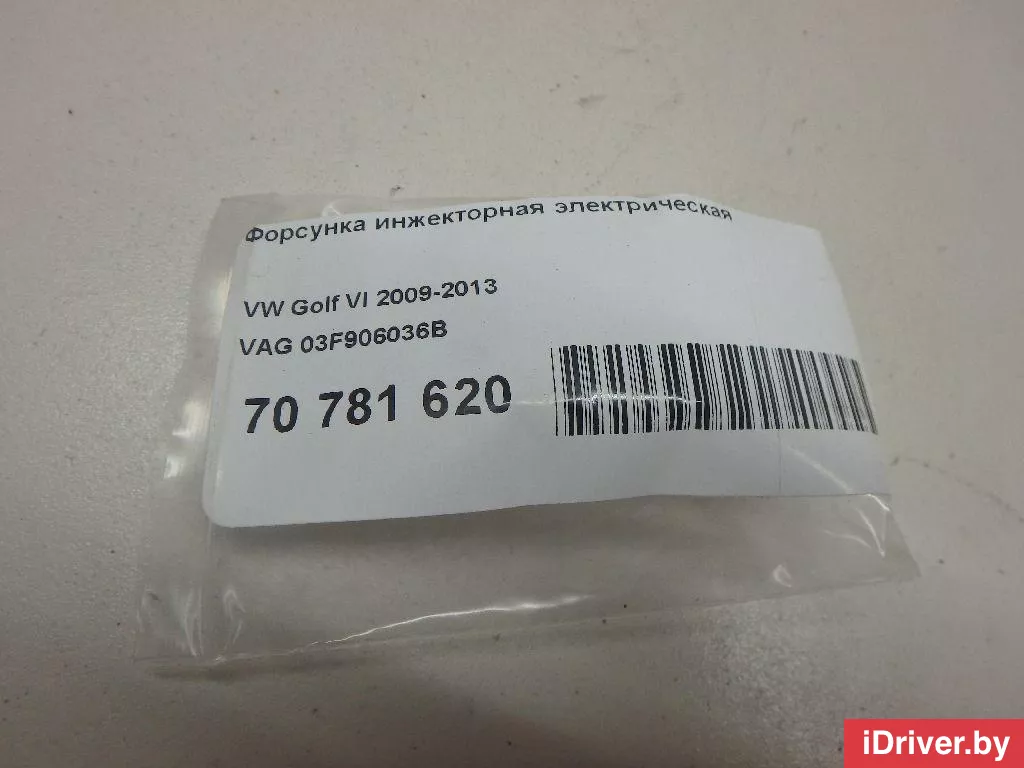 Форсунка инжекторная электрическая
VW Golf VI 2009-2013
VAG 03F906036B
70 781 620
iDriver.by